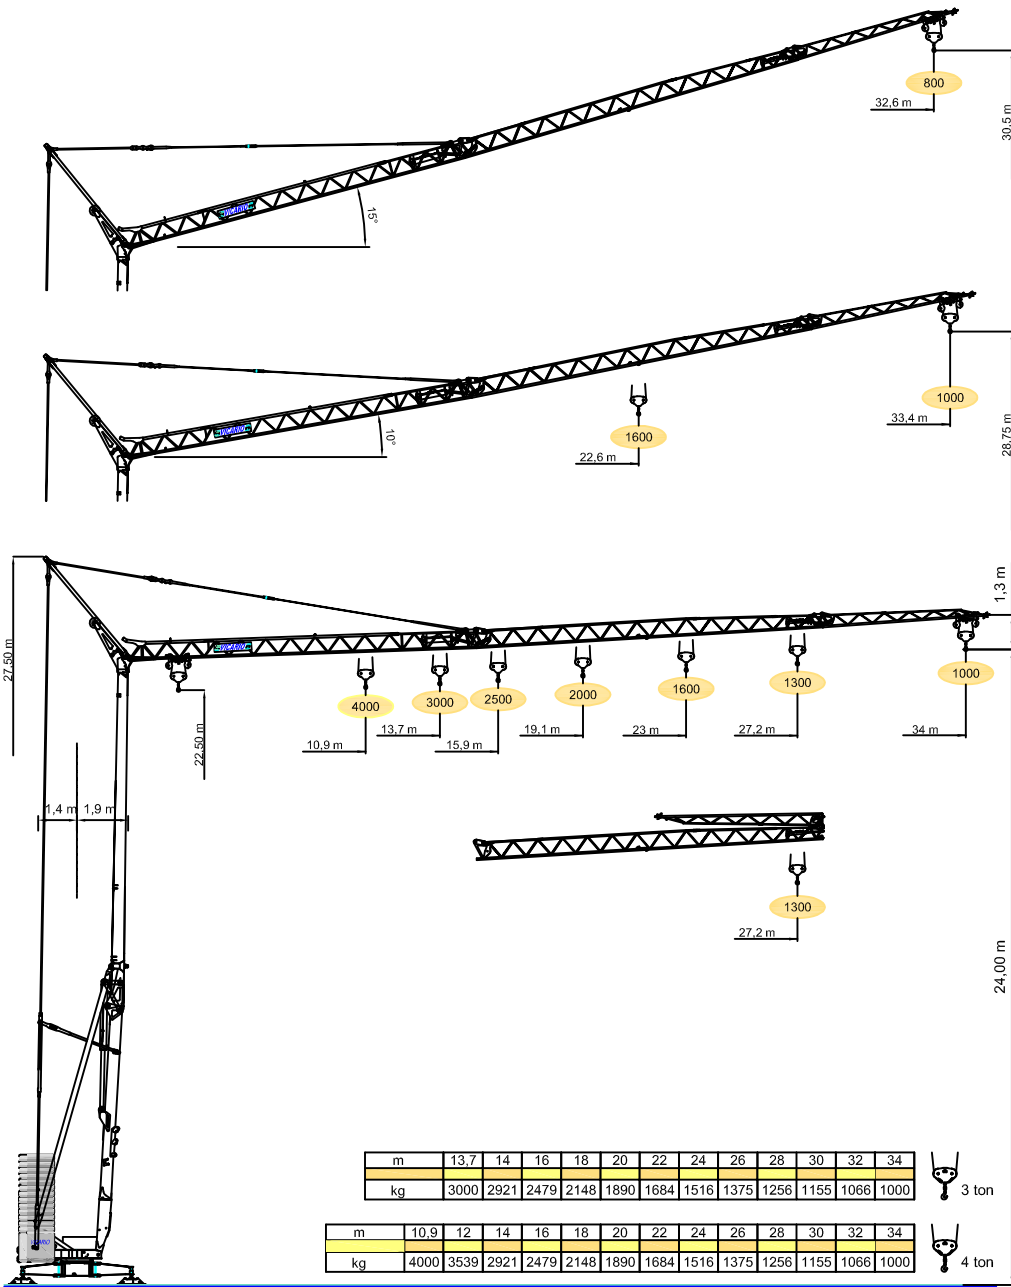 800
32,6 m
30,5 m
VICARIO
15°
1000
33,4 m
28,75 m
1600
22,6 m
VICARIO
10°
27,50 m
1,3 m
VICARIO
4000
3000
2500
2000
1600
1300
1000
10,9 m
13,7 m
15,9 m
19,1 m
23 m
27,2 m
34 m
22,50 m
1,4 m
1,9 m
1300
27,2 m
24,00 m
m 13,7 14 16 18 20 22 24 26 28 30 32 34
kg 3000 2921 2479 2148 1890 1684 1516 1375 1256 1155 1066 1000
3 ton
m 10,9 12 14 16 18 20 22 24 26 28 30 32 34
kg 4000 3539 2921 2479 2148 1890 1684 1516 1375 1256 1155 1066 1000
4 ton
VICARIO